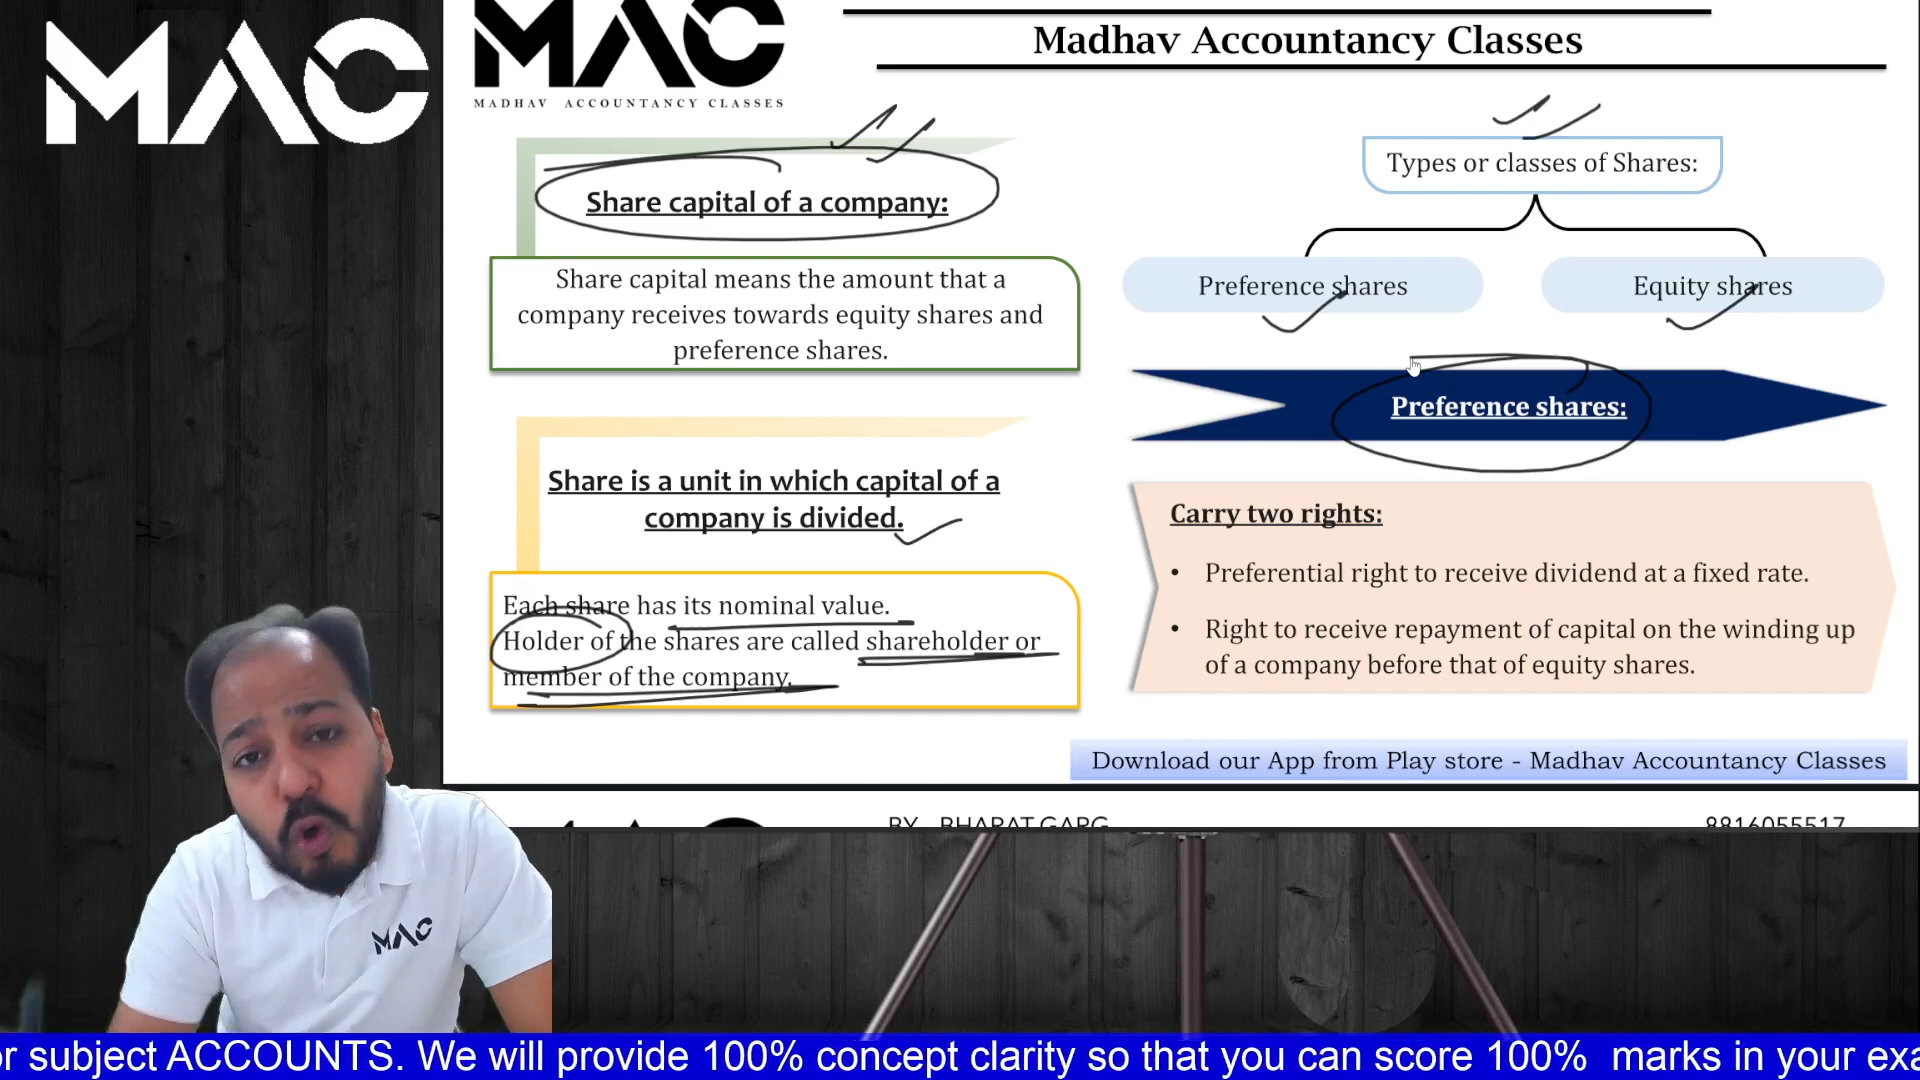 MAC
MAC
MADHAV ACCOUNTANCY CLASSES
Madhav Accountancy Classes
Share capital of a company:
Share capital means the amount that a
company receives towards equity shares and
preference shares.
Share is a unit in which capital of a
company is divided.
Each share has its nominal value.
Holder of the shares are called shareholder or
member of the company.
Types or classes of Shares:
Preference shares
Equity shares
Preference shares:
Carry two rights:
• Preferential right to receive dividend at a fixed rate.
• Right to receive repayment of capital on the winding up
of a company before that of equity shares.
Download our App from Play store - Madhav Accountancy Classes
BY BHARAT GARG
8816055517
MAC
or subject ACCOUNTS. We will provide 100% concept clarity so that you can score 100% marks in your exa